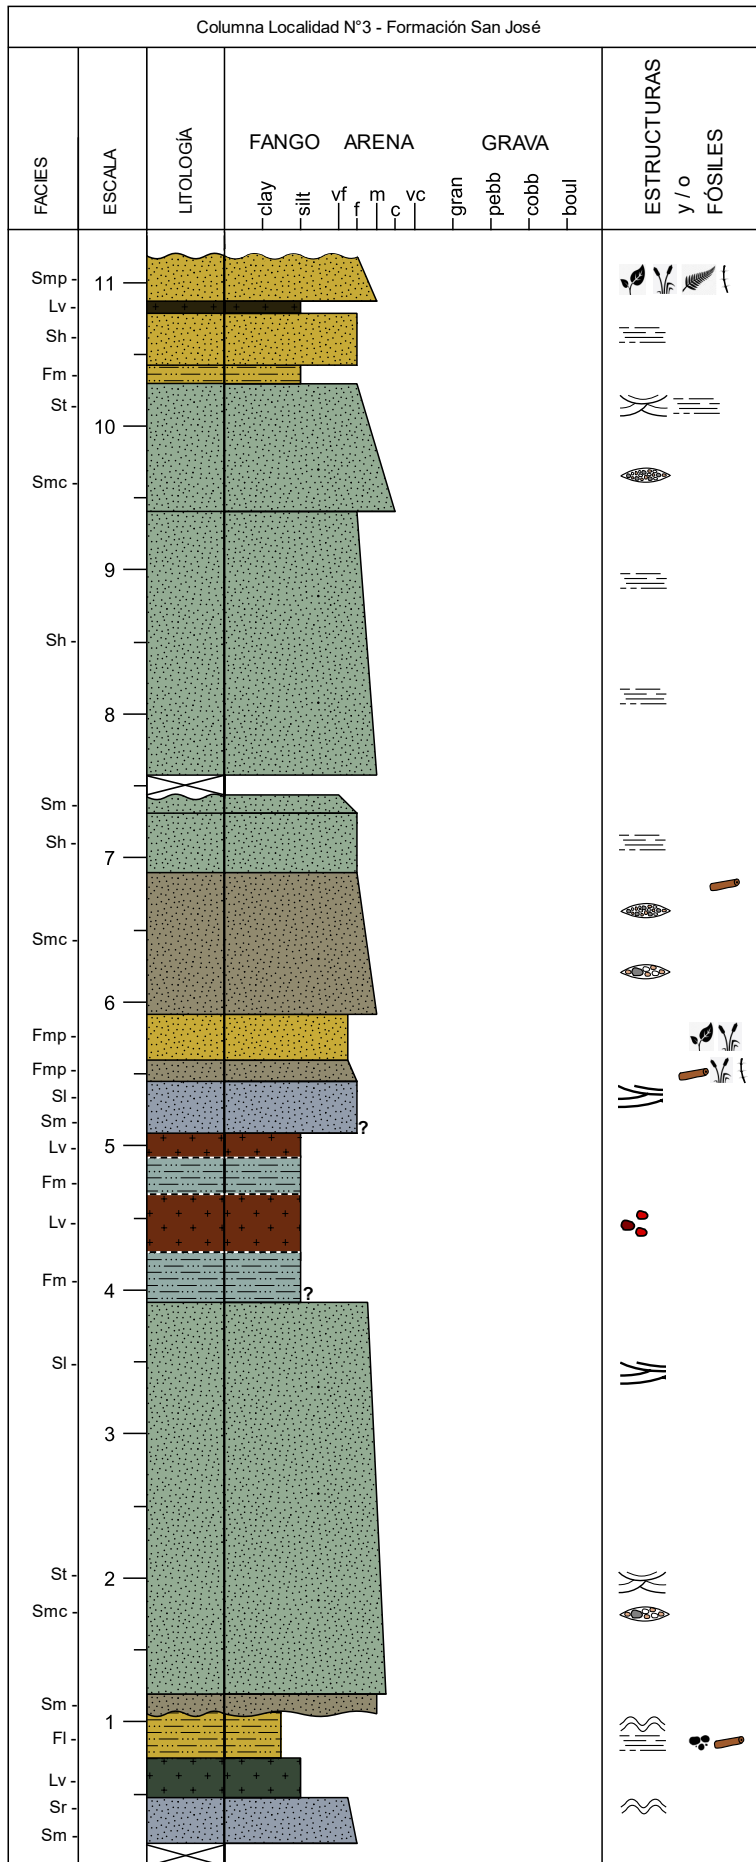 Columna Localidad N°3 - Formación San José
FACIES
ESCALA
LITOLOGÍA
FANGO ARENA GRAVA
clay silt vf f m c vc gran pebb cobb boul
ESTRUCTURAS
y / o
FÓSILES
Smp -
11
Lv -
Sh -
Fm -
St -
10
Smc -
9
Sh -
8
Sm -
Sh -
7
Smc -
6
Fmp -
Fmp -
Sl -
Sm -
?
5
Lv -
Fm -
Lv -
Fm -
4
?
Sl -
3
St -
2
Smc -
Sm -
1
Fl -
Lv -
Sr -
Sm -